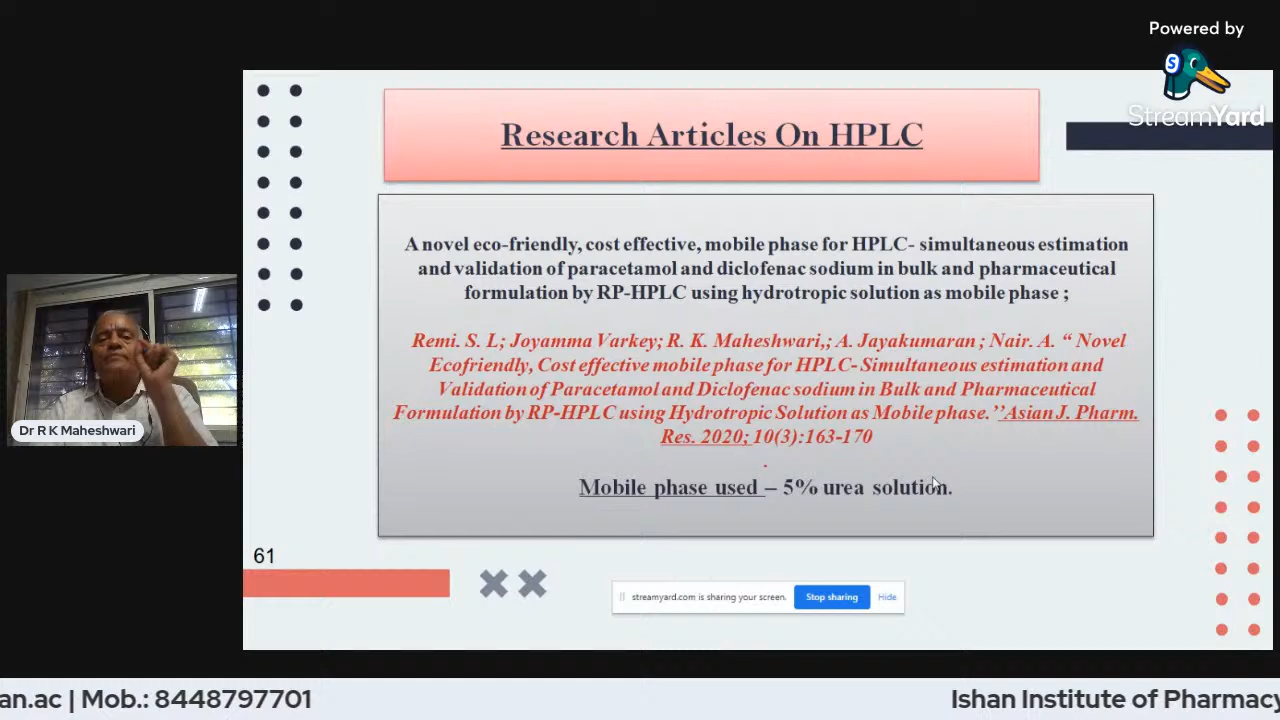 Powered by
StreamYard
Research Articles On HPLC
A novel eco-friendly, cost effective, mobile phase for HPLC- simultaneous estimation
and validation of paracetamol and diclofenac sodium in bulk and pharmaceutical
formulation by RP-HPLC using hydrotropic solution as mobile phase ;
Remi. S. L; Joyamma Varkey; R. K. Maheshwari,; A. Jayakumaran ; Nair. A. “ Novel
Ecofriendly, Cost effective mobile phase for HPLC- Simultaneous estimation and
Validation of Paracetamol and Diclofenac sodium in Bulk and Pharmaceutical
Formulation by RP-HPLC using Hydrotropic Solution as Mobile phase.’’Asian J. Pharm.
Res. 2020; 10(3):163-170
.
Mobile phase used – 5% urea solution.
Dr R K Maheshwari
61
streamyard.com is sharing your screen.
Stop sharing
Hide
an.ac | Mob.: 8448797701
Ishan Institute of Pharmacy